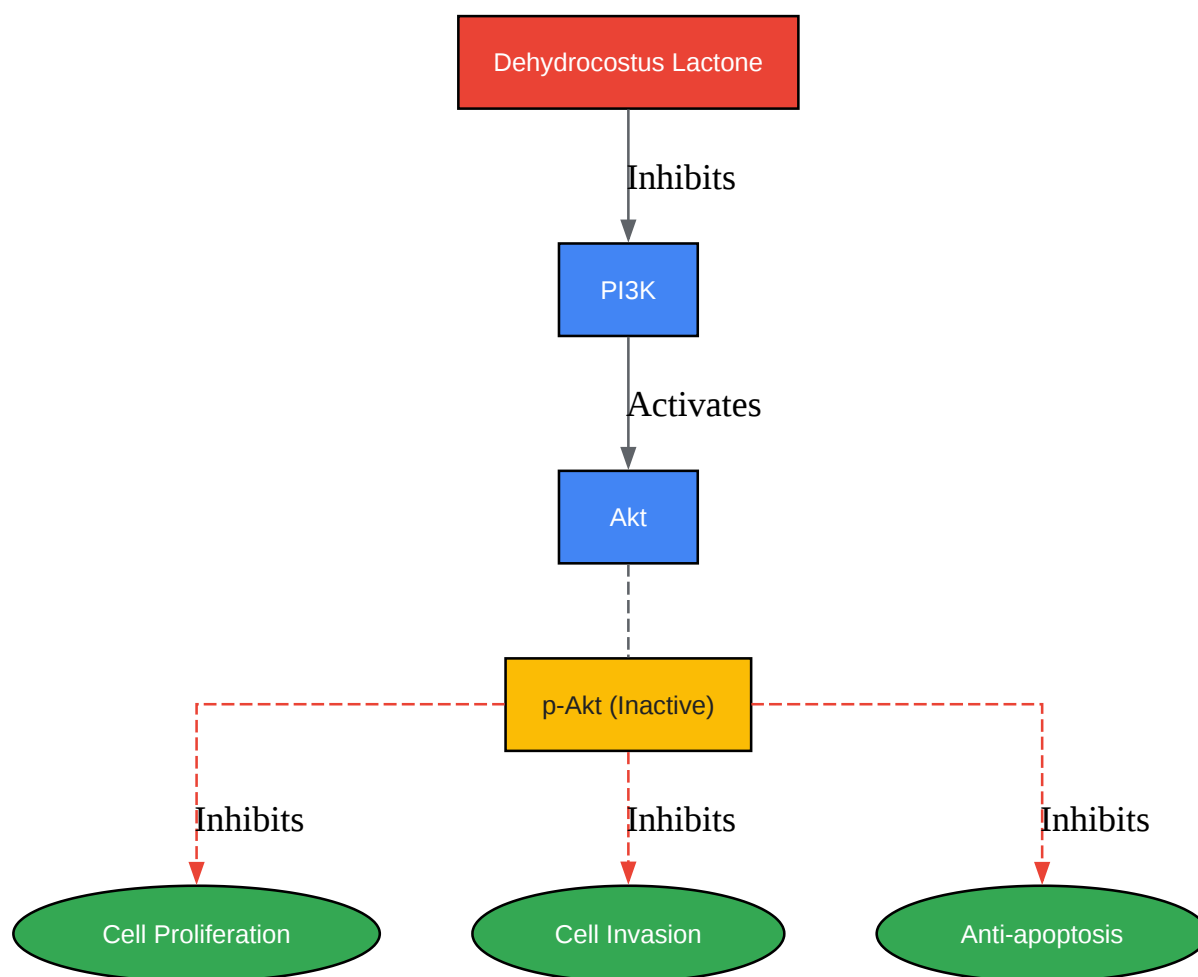 Dehydrocostus Lactone
Inhibits
PI3K
Activates
Akt
p-Akt (Inactive)
Inhibits
Inhibits
Inhibits
Cell Proliferation
Cell Invasion
Anti-apoptosis